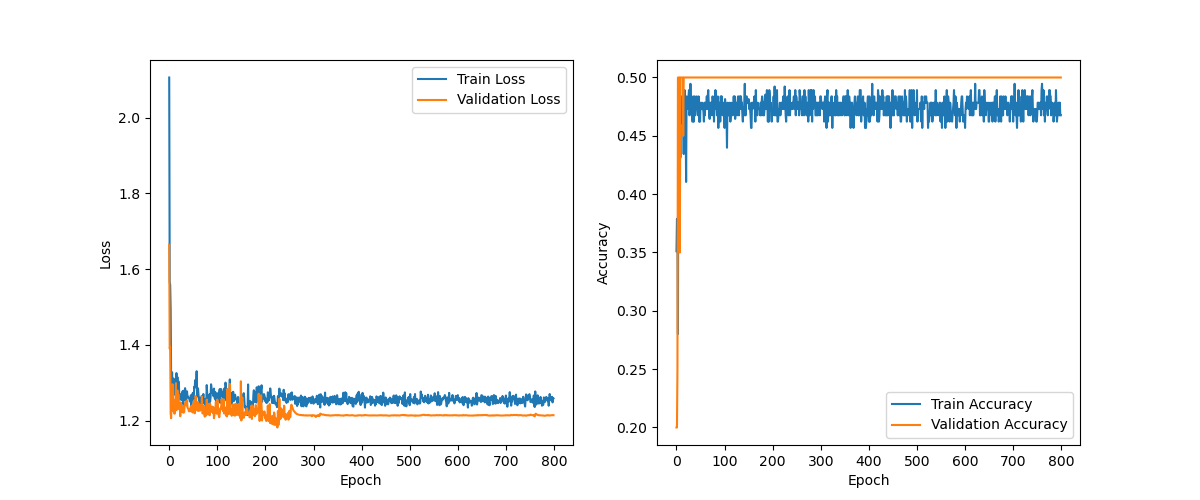 2.0
1.8
1.6
1.4
1.2
Loss
0 100 200 300 400 500 600 700 800
Epoch
Train Loss
Validation Loss
0.50
0.45
0.40
0.35
0.30
0.25
0.20
Accuracy
0 100 200 300 400 500 600 700 800
Epoch
Train Accuracy
Validation Accuracy